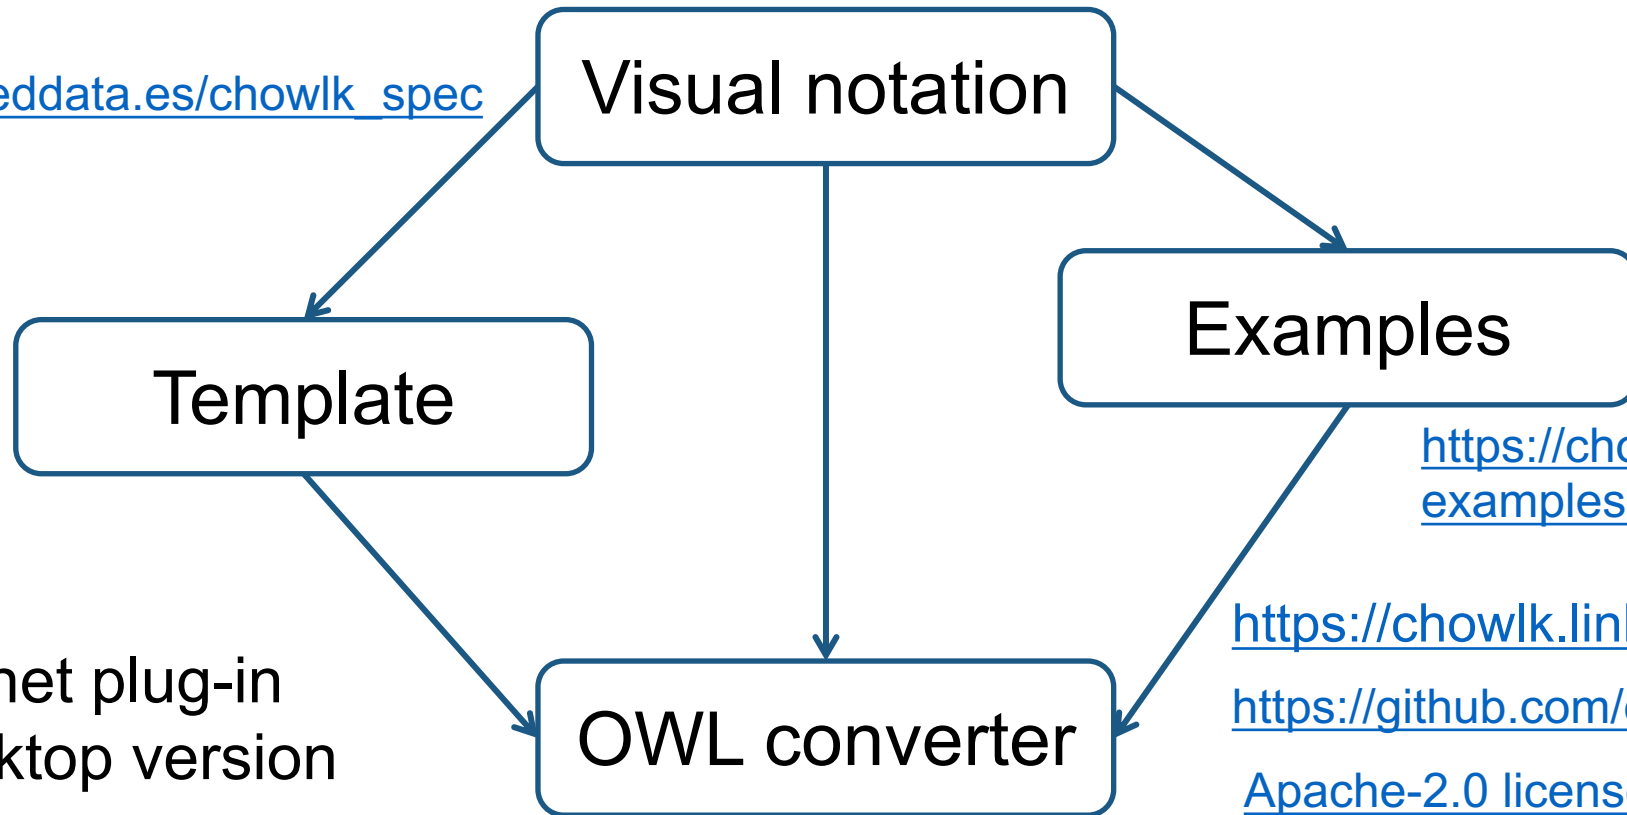 Visual notation
eddata.es/chowlk_spec
Examples
Template
https://cho
examples
https://chowlk.lin
net plug-in
ktop version
https://github.com/
OWL converter
Apache-2.0 license